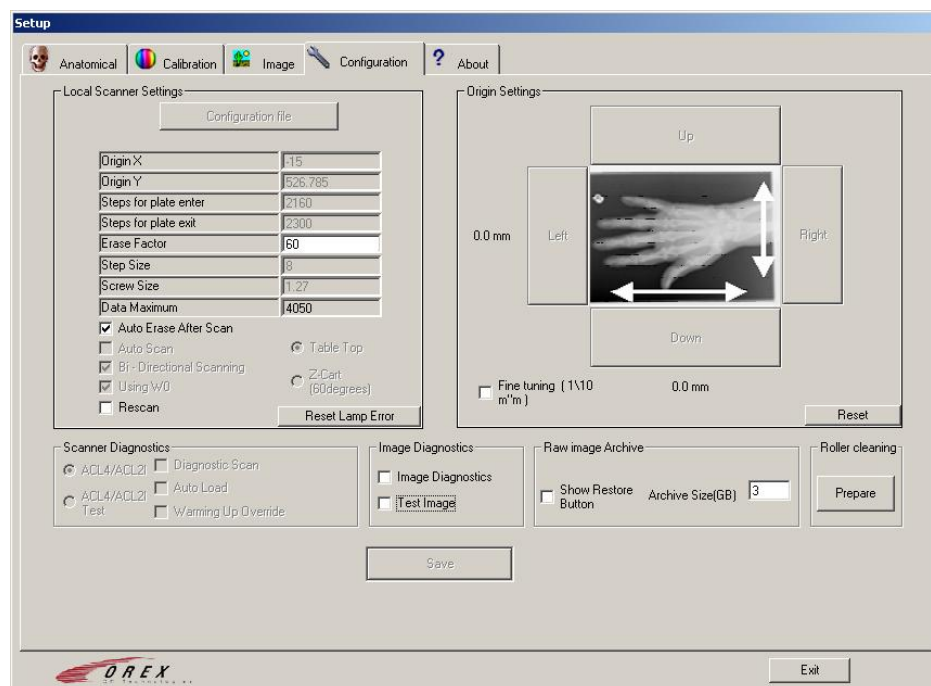 Setup
Anatomical
Calibration
Image
Configuration
? About
Local Scanner Settings
Configuration file
Origin X -15
Origin Y 526.785
Steps for plate enter 2160
Steps for plate exit 2300
Erase Factor 60
Step Size 8
Screw Size 1.27
Data Maximum 4050
Auto Erase After Scan
Auto Scan
Bi - Directional Scanning
Using W0
Rescan
Table Top
Z-Cart
(60degrees)
Reset Lamp Error
Origin Settings
Up
0.0 mm
Left
Right
Down
Fine tuning ( 1\10
m"m )
0.0 mm
Reset
Scanner Diagnostics
ACL4/ACL2I
ACL4/ACL2I
Test
Diagnostic Scan
Auto Load
Warming Up Override
Image Diagnostics
Image Diagnostics
Test Image
Raw image Archive
Show Restore
Button
Archive Size(GB) 3
Roller cleaning
Prepare
Save
OREX
Exit